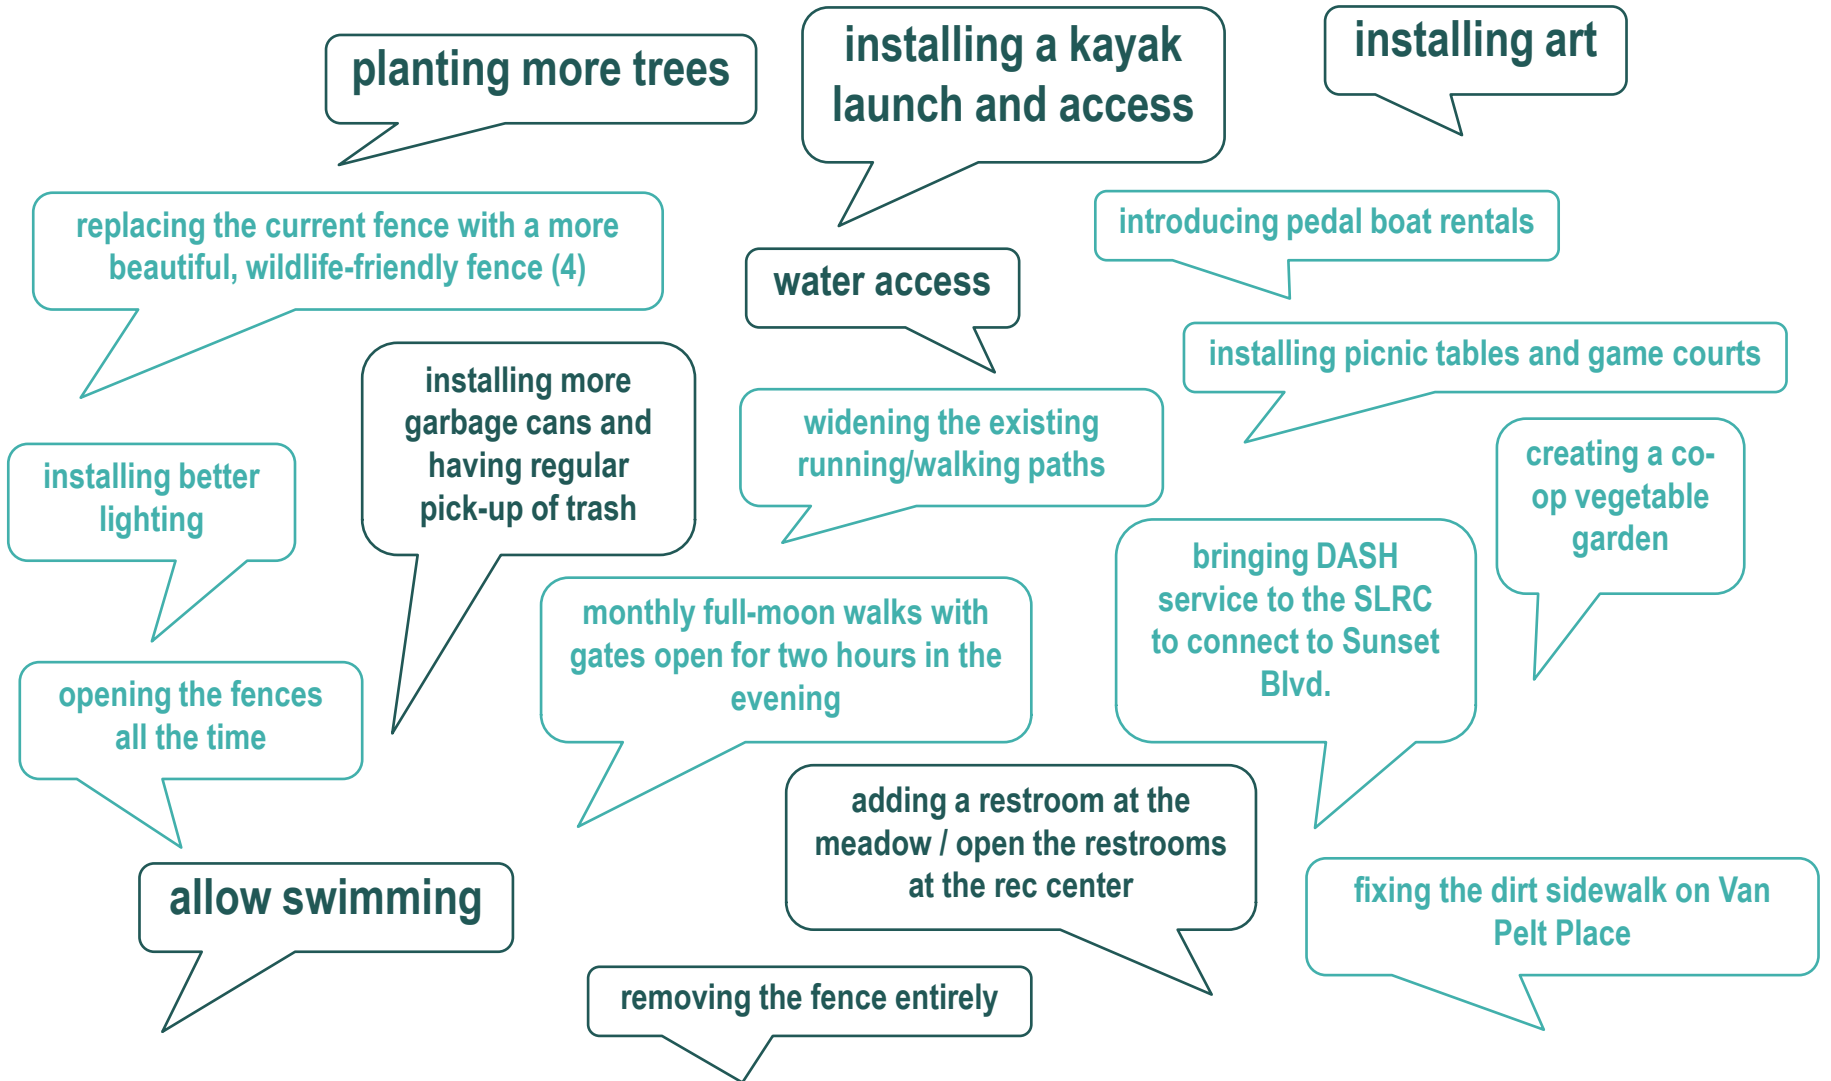 planting more trees
installing a kayak
launch and access
installing art
replacing the current fence with a more
beautiful, wildlife-friendly fence (4)
water access
introducing pedal boat rentals
installing picnic tables and game courts
installing more
garbage cans and
having regular
pick-up of trash
widening the existing
running/walking paths
creating a co-
op vegetable
garden
installing better
lighting
bringing DASH
service to the SLRC
to connect to Sunset
Blvd.
monthly full-moon walks with
gates open for two hours in the
evening
opening the fences
all the time
adding a restroom at the
meadow / open the restrooms
at the rec center
allow swimming
fixing the dirt sidewalk on Van
Pelt Place
removing the fence entirely